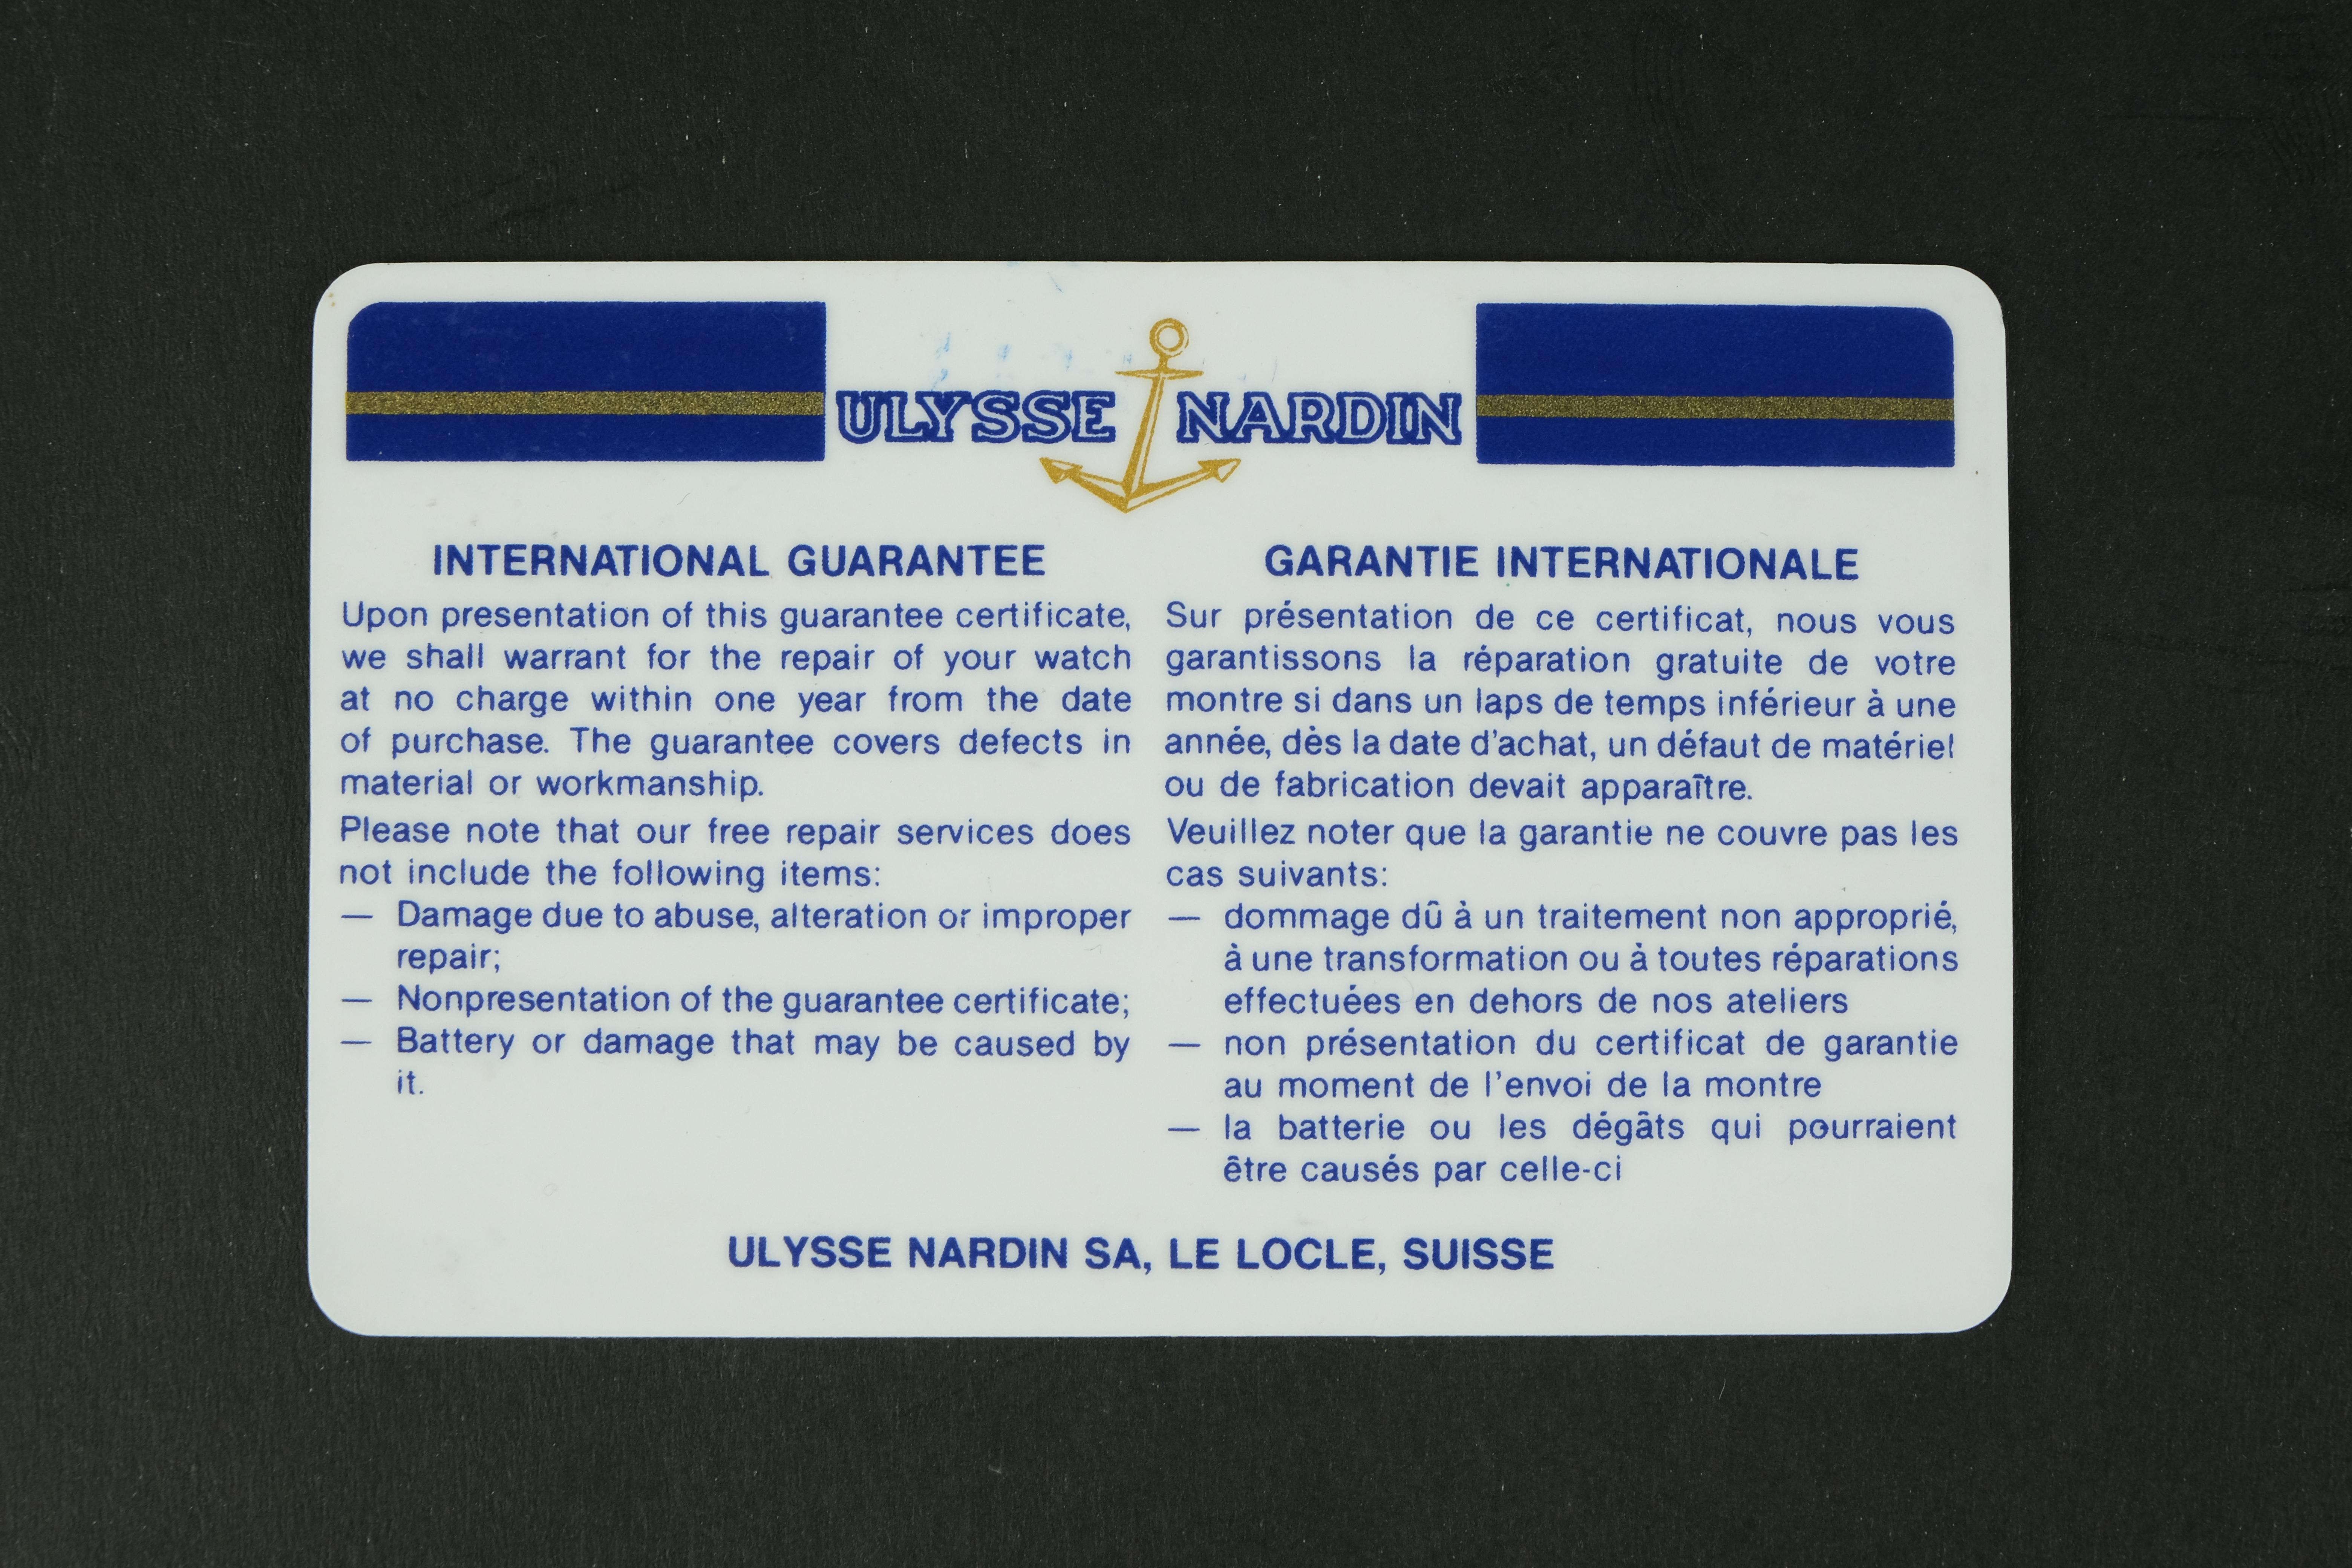 ULYSSE NARDIN
INTERNATIONAL GUARANTEE
Upon presentation of this guarantee certificate,
we shall warrant for the repair of your watch
at no charge within one year from the date
of purchase. The guarantee covers defects in
material or workmanship.
Please note that our free repair services does
not include the following items:
— Damage due to abuse, alteration or improper
repair;
— Nonpresentation of the guarantee certificate;
— Battery or damage that may be caused by
it.
GARANTIE INTERNATIONALE
Sur présentation de ce certificat, nous vous
garantissons la réparation gratuite de votre
montre si dans un laps de temps inférieur à une
année, dès la date d'achat, un défaut de matériel
ou de fabrication devait apparaître.
Veuillez noter que la garantie ne couvre pas les
cas suivants:
— dommage dû à un traitement non approprié,
à une transformation ou à toutes réparations
effectuées en dehors de nos ateliers
— non présentation du certificat de garantie
au moment de l'envoi de la montre
— la batterie ou les dégâts qui pourraient
être causés par celle-ci
ULYSSE NARDIN SA, LE LOCLE, SUISSE